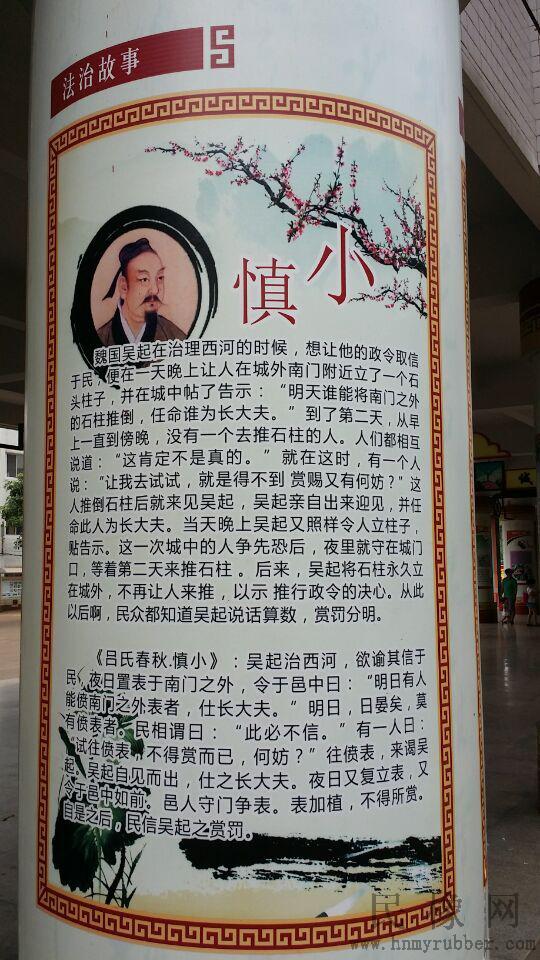 法治故事
慎小
魏国吴起在治理西河的时候，想让他的政令取信
于民，便在一天晚上让人在城外南门附近立了一个石
头柱子，并在城中帖了告示：“明天谁能将南门之外
的石柱推倒，任命谁为长大夫。”到了第二天，从早
上一直到傍晚，没有一个去推石柱的人。人们都相互
说道：“这肯定不是真的。”就在这时，有一个人
说：“让我去试试，就是得不到 赏赐又有何妨？”这
人推倒石柱后就来见吴起，吴起亲自出来迎见，并任
命此人为长大夫。当天晚上吴起又照样令人立柱子，
贴告示。这一次城中的人争先恐后，夜里就守在城门
口，等着第二天来推石柱 。后来，吴起将石柱永久立
在城外，不再让人来推，以示 推行政令的决心。从此
以后啊，民众都知道吴起说话算数，赏罚分明。
《吕氏春秋.慎小》：吴起治西河，欲谕其信于
民，夜日置表于南门之外，令于邑中曰：“明日有人
能偾南门之外表者，仕长大夫。”明日，日晏矣，莫
有偾表者。民相谓曰：“此必不信。”有一人曰：
“试往偾表，不得赏而已，何妨？”往偾表，来谒吴
起。吴起自见而出，仕之长大夫。夜日又复立表，又
令于邑中如前。邑人守门争表。表加植，不得所赏。
自是之后，民信吴起之赏罚。
民橡网
www.hnmyrubber.com